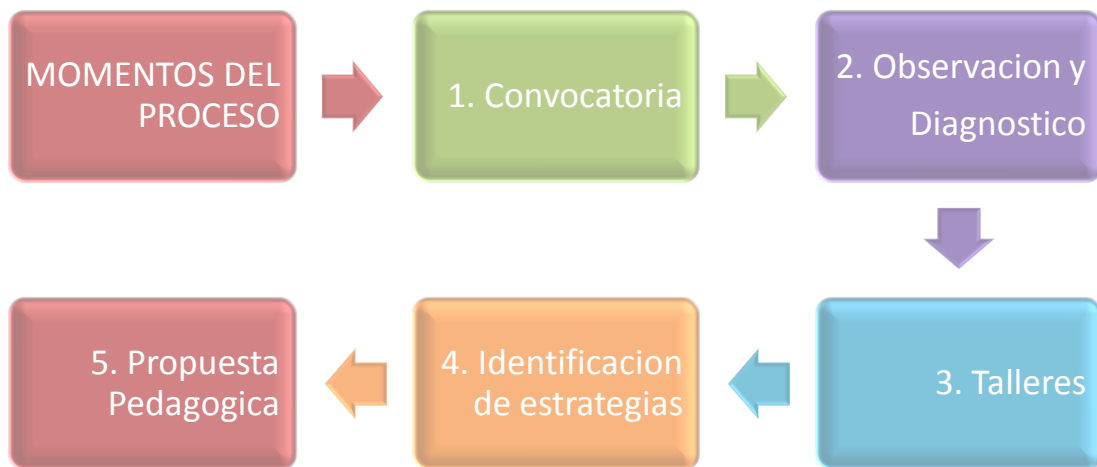 MOMENTOS DEL
PROCESO
1. Convocatoria
2. Observacion y
Diagnostico
3. Talleres
4. Identificacion
de estrategias
5. Propuesta
Pedagogica